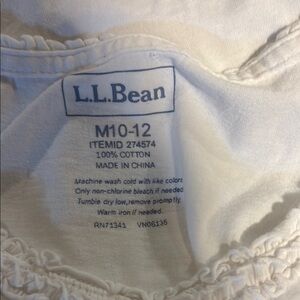 L.L.Bean
M10-12
ITEMID 274574
100% COTTON
MADE IN CHINA
Machine wash cold with like colors
Only non-chlorine bleach if needed
Tumble dry low,remove promptly
Warm iron if needed.
RN71341 VN06135